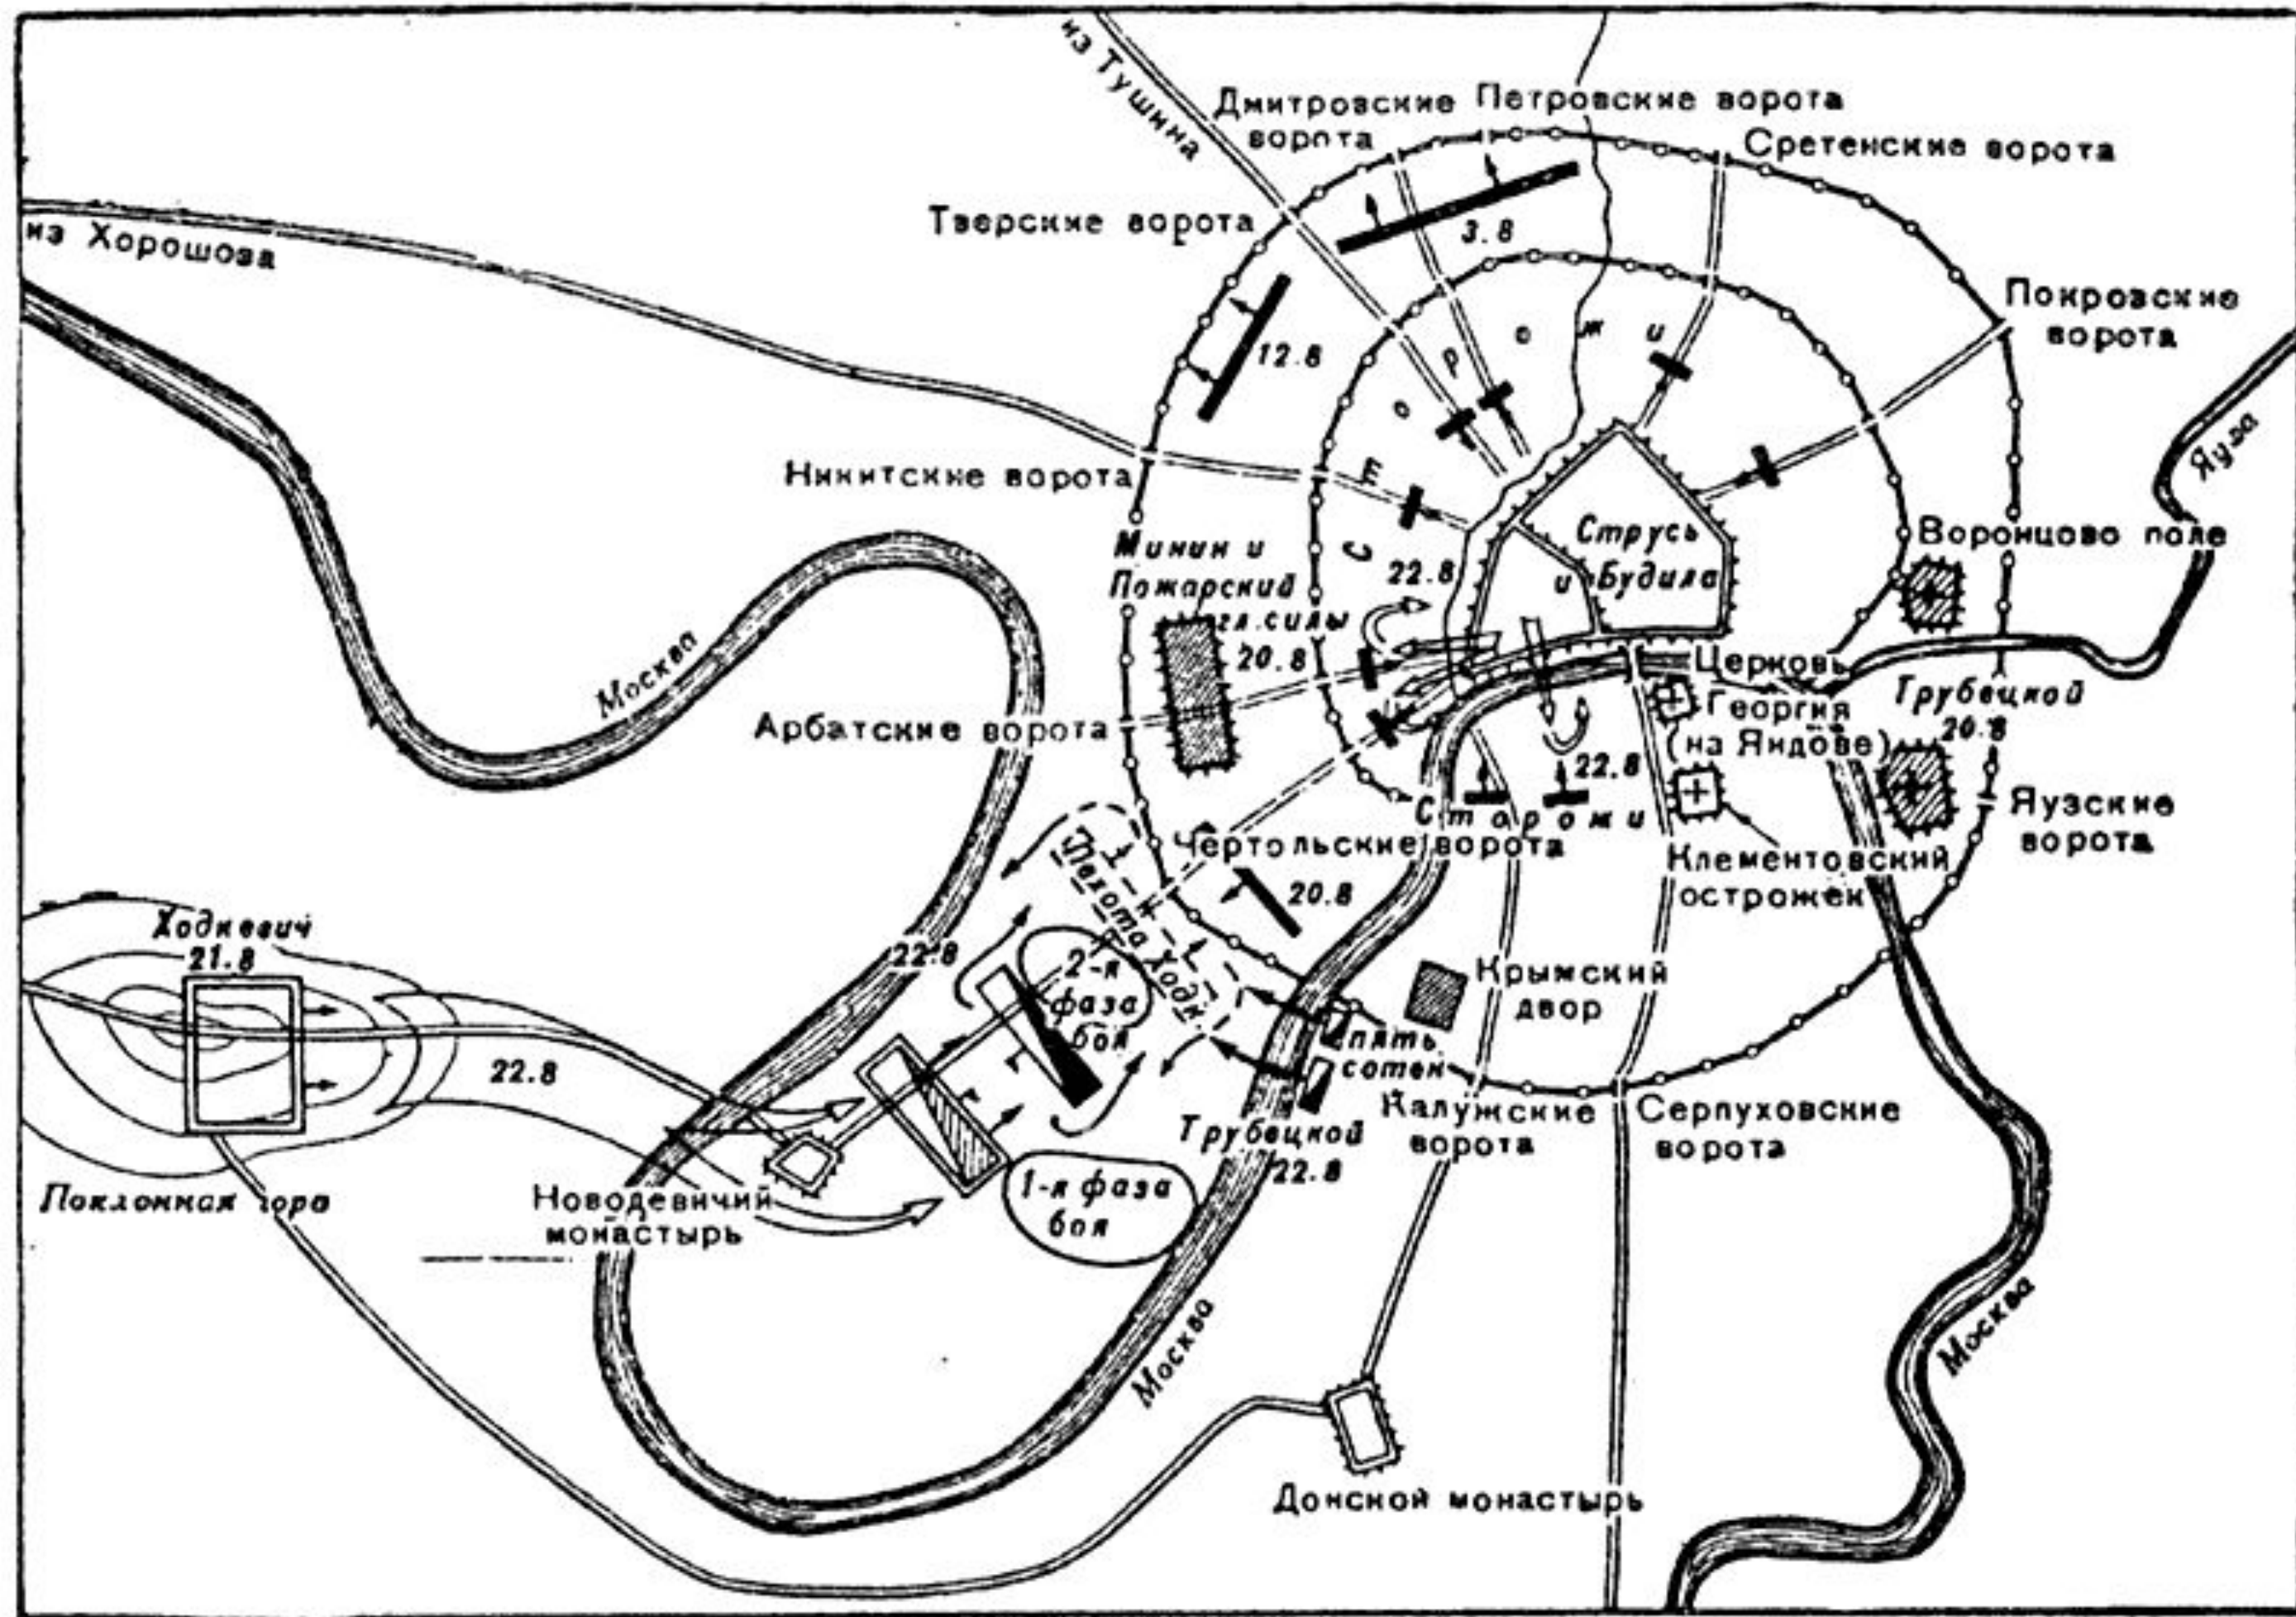 из Тушина
Дмитровские
ворота
Петровские ворота
Сретенские ворота
Тверские ворота
3.8
из Хорошова
Покровские
ворота
12.8
Сторожи
Яуза
Никитские ворота
Минин и
Пожарский
гл. силы
20.8
22.8
Струсь
и Будила
Воронцово поле
Москва
Арбатские ворота
Церковь
Георгия
(на Яндове)
Трубецкой
20.8
22.8
Сторожи
Чертольские ворота
Яузские
ворота
Клементовский
острожек
20.8
Пехота Ходк.
Ходкевич
21.8
22.8
2-я
фаза
боя
Крымский
двор
пять
сотен
22.8
Калужские
ворота
Серпуховские
ворота
Трубецкой
22.8
Поклонная гора
Новодевичий
монастырь
1-я фаза
боя
Москва
Москва
Донской монастырь